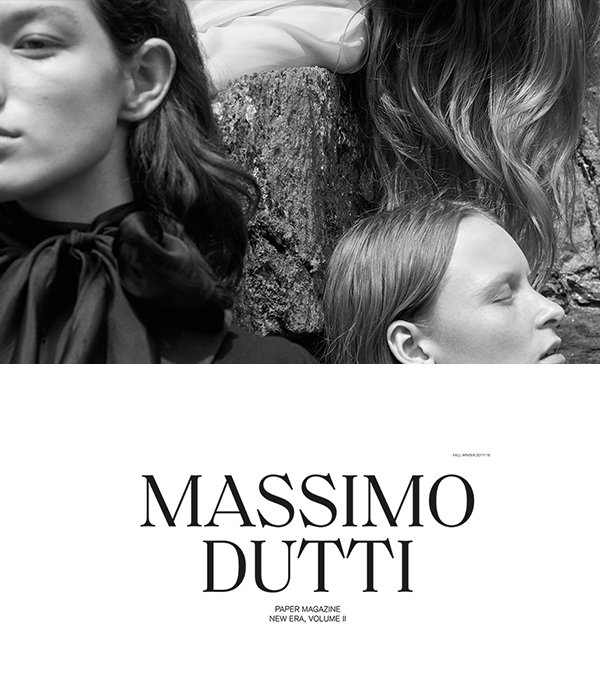 FALL WINTER 2017/18
MASSIMO
DUTTI
PAPER MAGAZINE
NEW ERA, VOLUME II